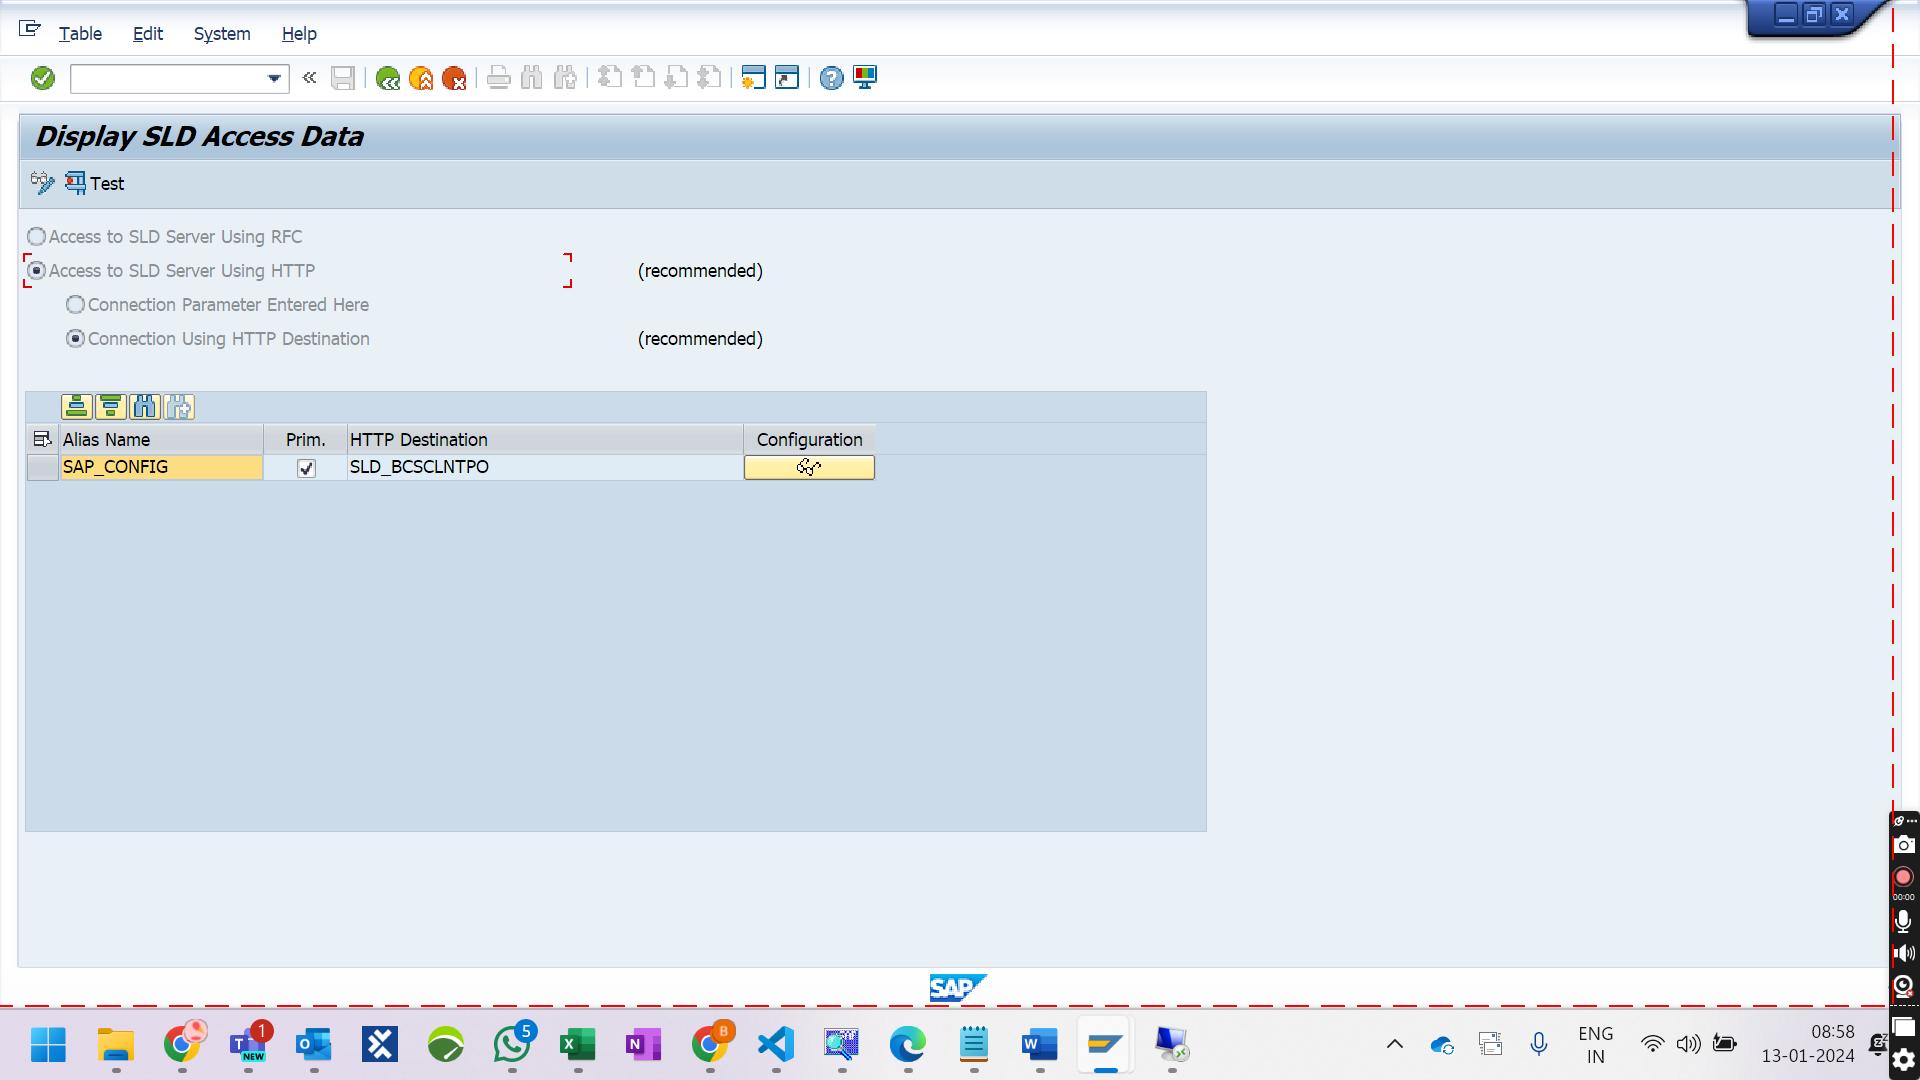 Table Edit System Help
Display SLD Access Data
Test
Access to SLD Server Using RFC
Access to SLD Server Using HTTP (recommended)
Connection Parameter Entered Here
Connection Using HTTP Destination (recommended)
Alias Name Prim. HTTP Destination Configuration
SAP_CONFIG SLD_BCSCLNTPO
00:00
SAP
1
NEW
5
B
ENG
IN
08:58
13-01-2024